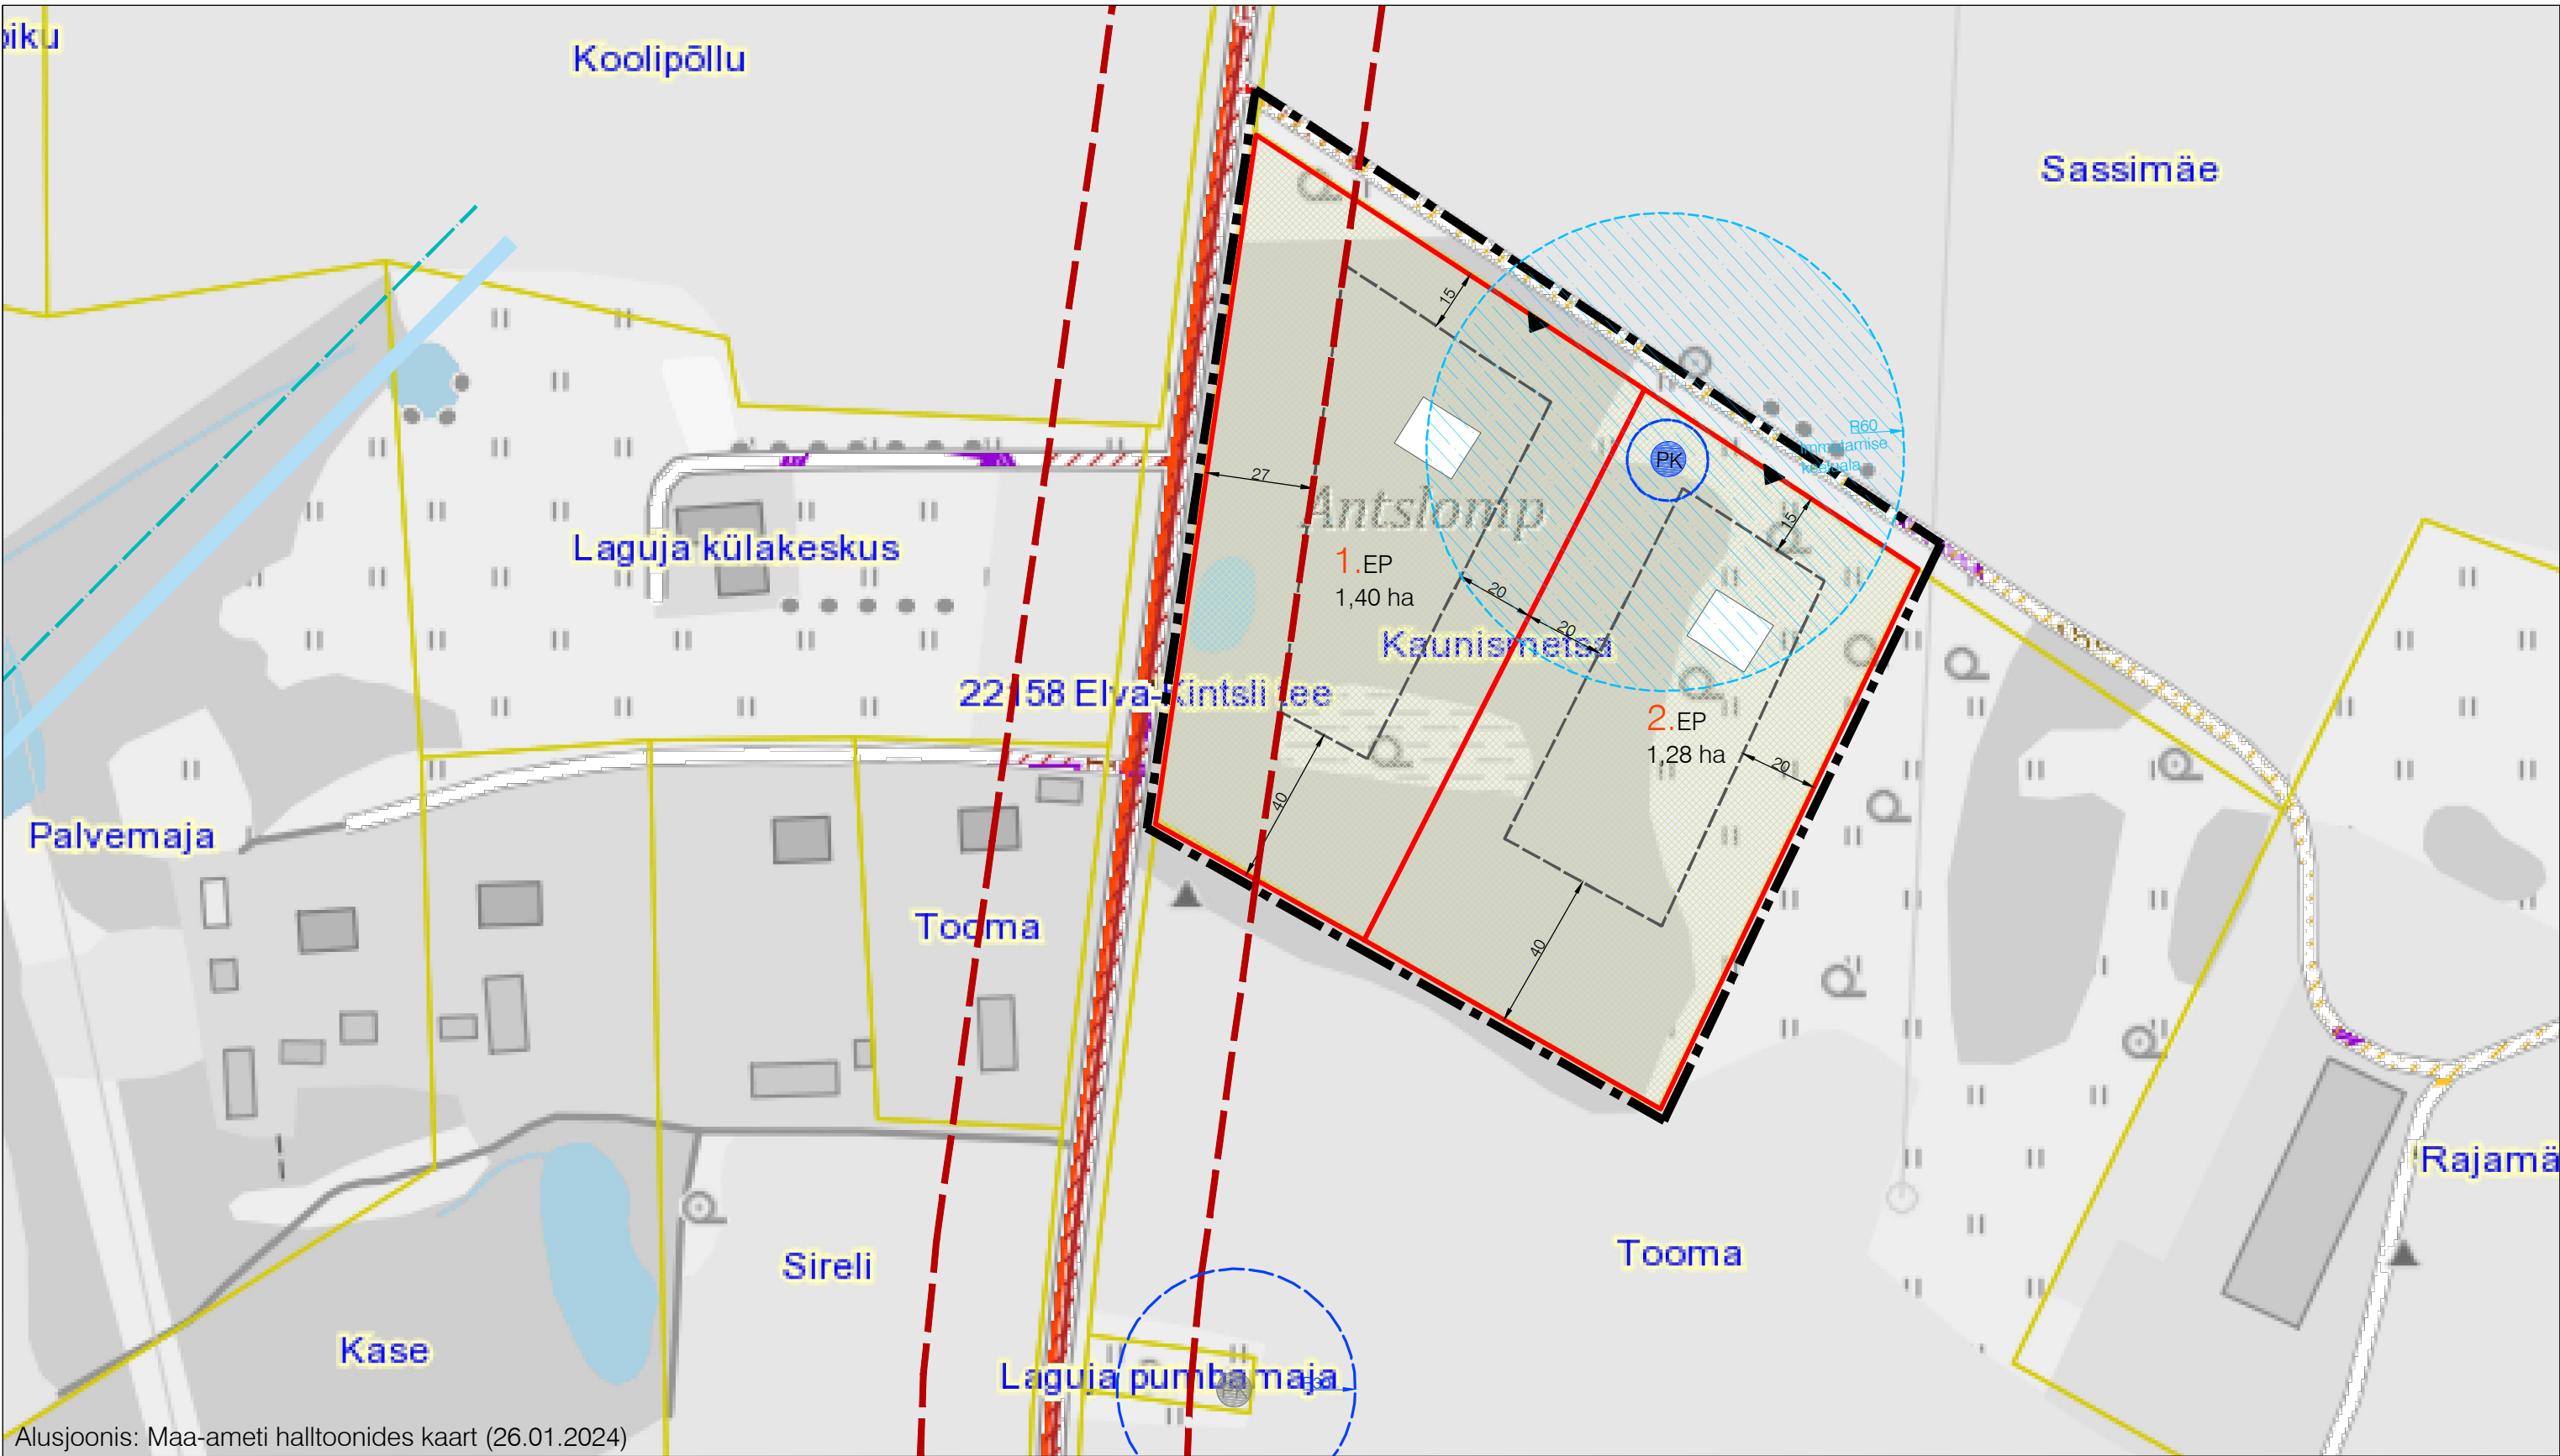 Koolipõllu
Sassimäe
15
R60
Immutamise
keeluala
PK
27
Antslomp
15
Laguja külakeskus
1.EP
1,40 ha
20
20
Kaunismetsa
22158 Elva-Kintsli tee
2.EP
1,28 ha
20
40
Palvemaja
Tooma
40
Rajamä
Sireli
Tooma
Kase
Laguja pumbamaja
Alusjoonis: Maa-ameti halltoonides kaart (26.01.2024)